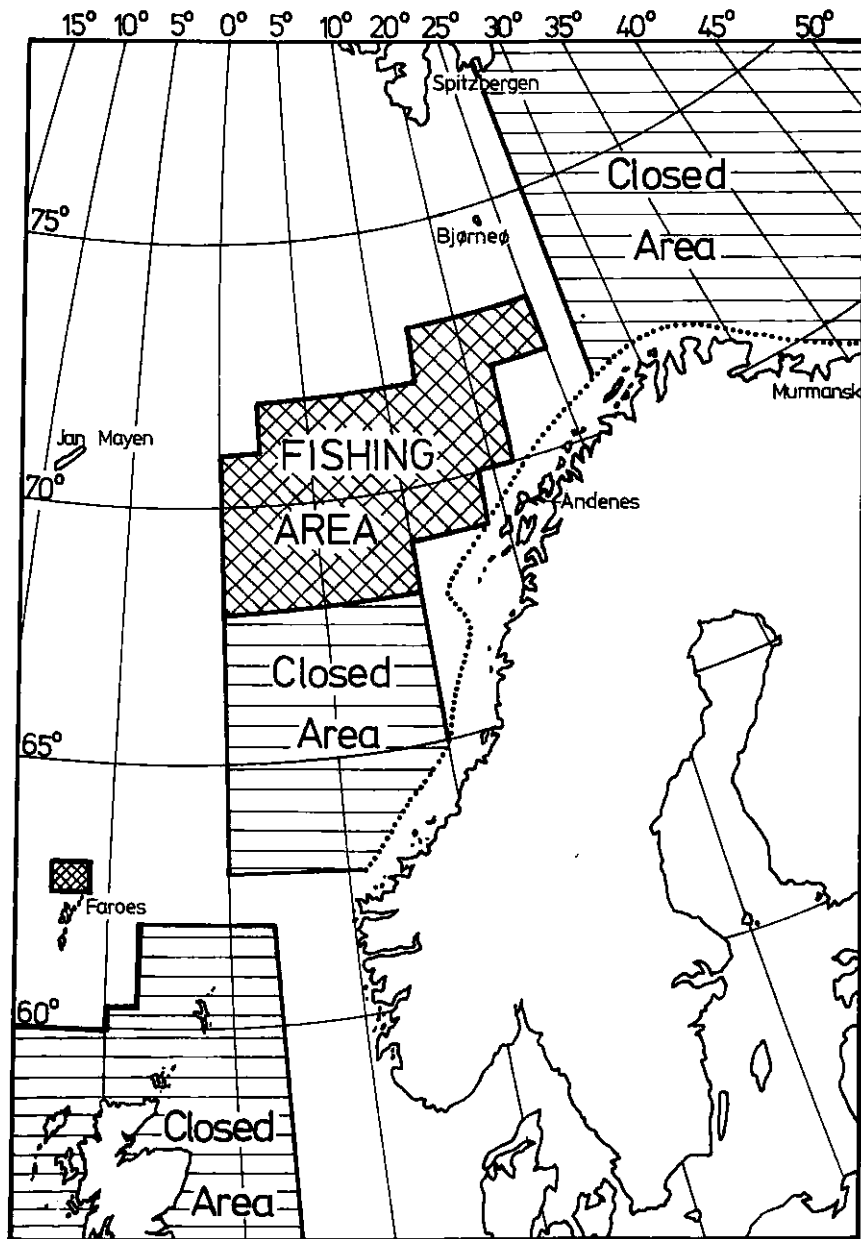 15° 10° 5° 0° 5° 10° 20° 25° 30° 35° 40° 45° 50°
Spitzbergen
Closed
Area
75°
Bjørneø
Murmansk
Jan Mayen
FISHING
70°
AREA
Andenes
Closed
Area
65°
Faroes
60°
Closed
Area